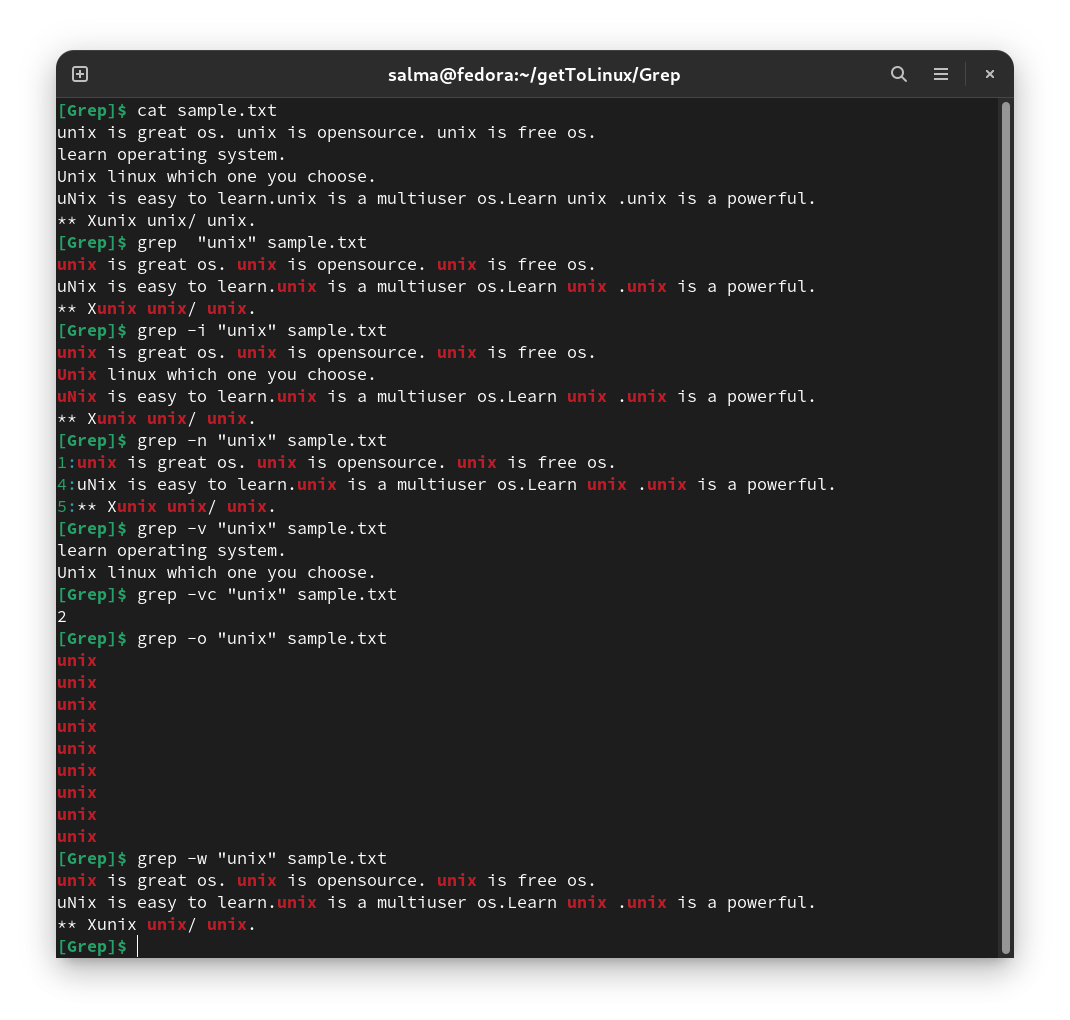 salma@fedora:~/getToLinux/Grep
[Grep]$ cat sample.txt
unix is great os. unix is opensource. unix is free os.
learn operating system.
Unix linux which one you choose.
uNix is easy to learn.unix is a multiuser os.Learn unix .unix is a powerful.
** Xunix unix/ unix.
[Grep]$ grep  "unix" sample.txt
unix is great os. unix is opensource. unix is free os.
uNix is easy to learn.unix is a multiuser os.Learn unix .unix is a powerful.
** Xunix unix/ unix.
[Grep]$ grep -i "unix" sample.txt
unix is great os. unix is opensource. unix is free os.
Unix linux which one you choose.
uNix is easy to learn.unix is a multiuser os.Learn unix .unix is a powerful.
** Xunix unix/ unix.
[Grep]$ grep -n "unix" sample.txt
1:unix is great os. unix is opensource. unix is free os.
4:uNix is easy to learn.unix is a multiuser os.Learn unix .unix is a powerful.
5:** Xunix unix/ unix.
[Grep]$ grep -v "unix" sample.txt
learn operating system.
Unix linux which one you choose.
[Grep]$ grep -vc "unix" sample.txt
2
[Grep]$ grep -o "unix" sample.txt
unix
unix
unix
unix
unix
unix
unix
unix
unix
[Grep]$ grep -w "unix" sample.txt
unix is great os. unix is opensource. unix is free os.
uNix is easy to learn.unix is a multiuser os.Learn unix .unix is a powerful.
** Xunix unix/ unix.
[Grep]$